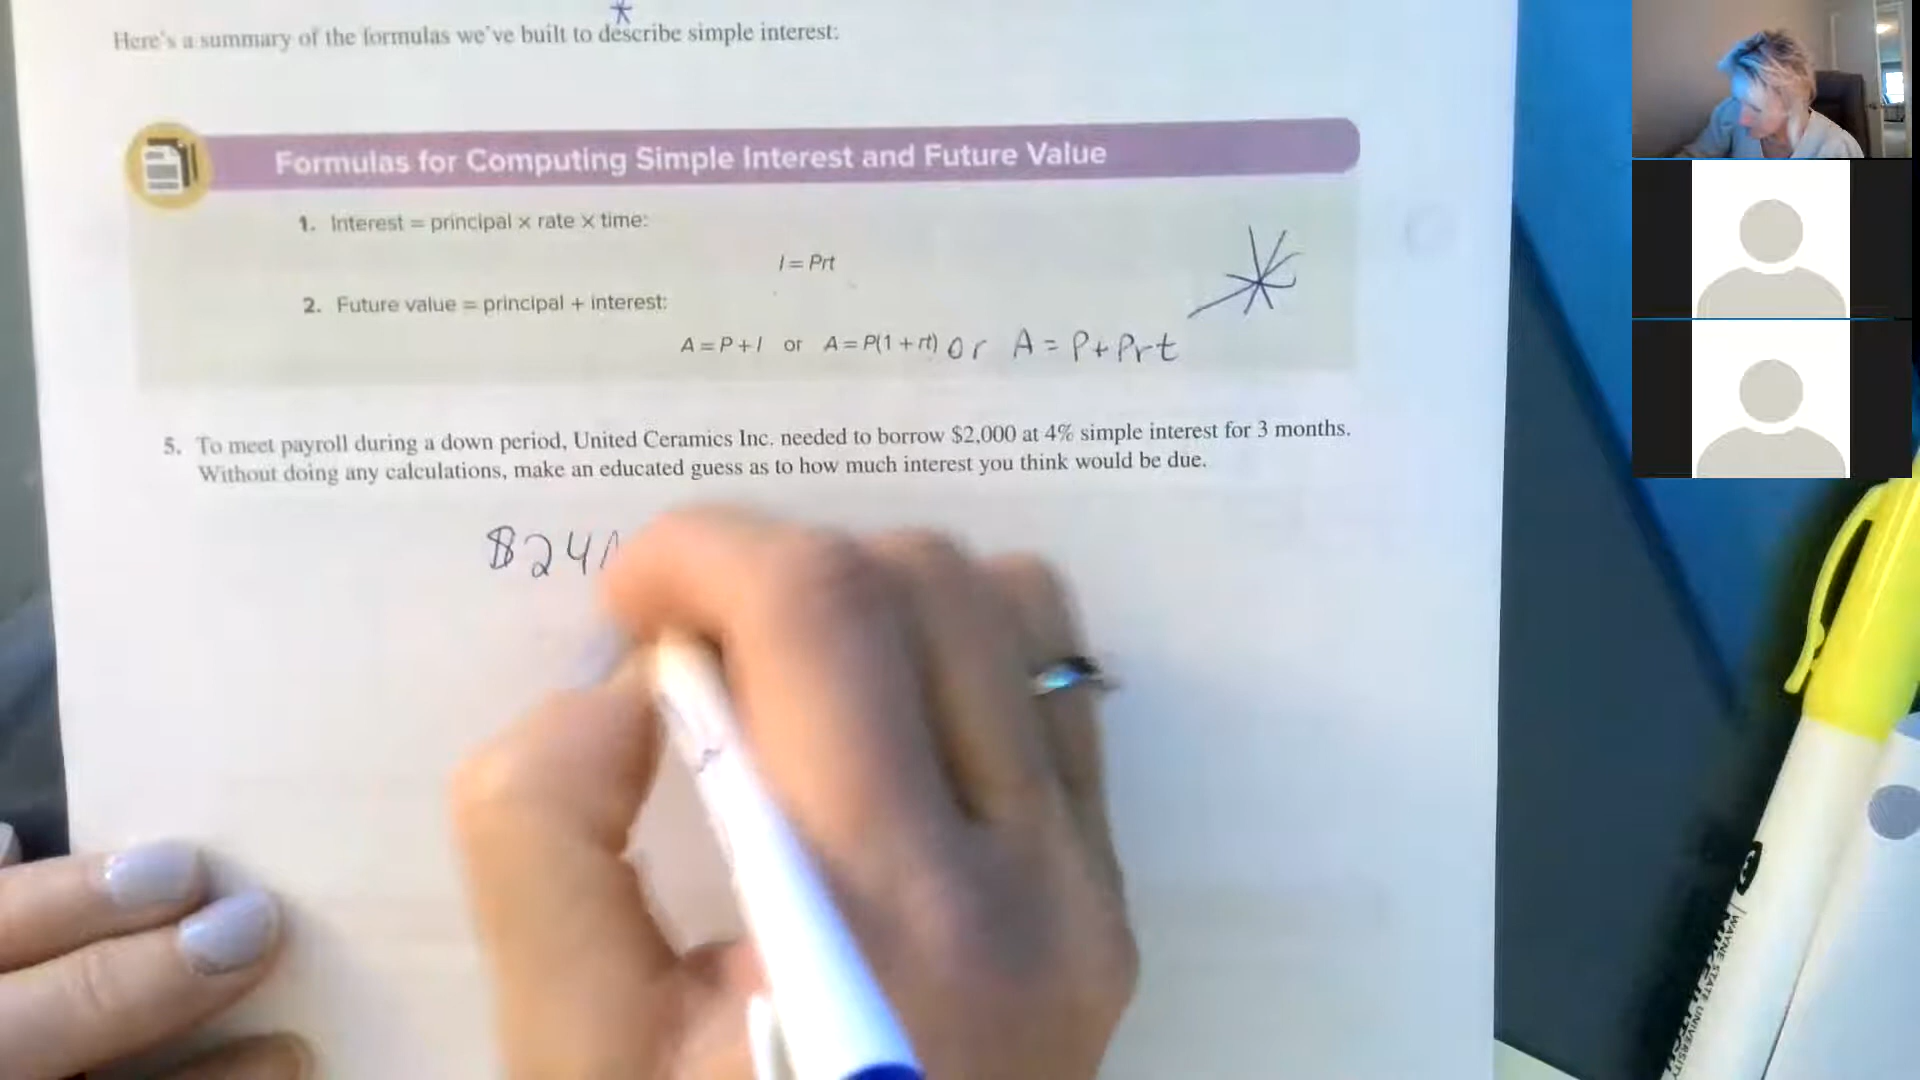 Here's a summary of the formulas we've built to describe simple interest:
Formulas for Computing Simple Interest and Future Value
1. Interest = principal × rate × time:
I = Prt
2. Future value = principal + interest:
A = P + I or A = P(1 + rt) or A = P + Prt
5. To meet payroll during a down period, United Ceramics Inc. needed to borrow $2,000 at 4% simple interest for 3 months.
Without doing any calculations, make an educated guess as to how much interest you think would be due.
$24
WAYNE STATE UNIVERSITY